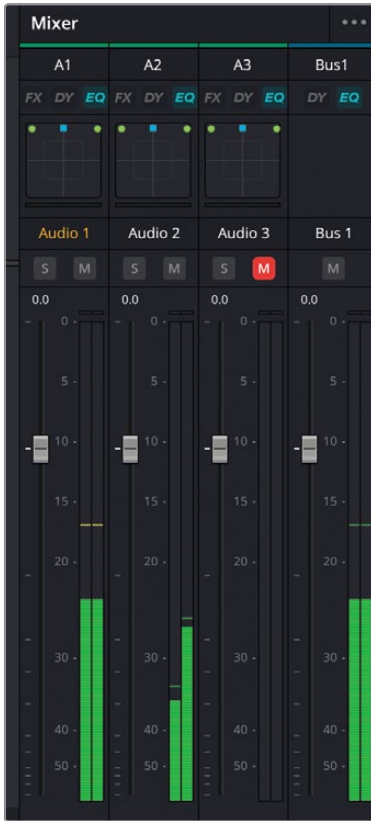 Mixer
A1 A2 A3 Bus1
FX DY EQ FX DY EQ FX DY EQ DY EQ
Audio 1 Audio 2 Audio 3 Bus 1
S M S M S M M
0.0 0.0 0.0 0.0
0 0 0 0
5 5 5 5
10 10 10 10
15 15 15 15
20 20 20 20
30 30 30 30
40 40 40 40
50 50 50 50